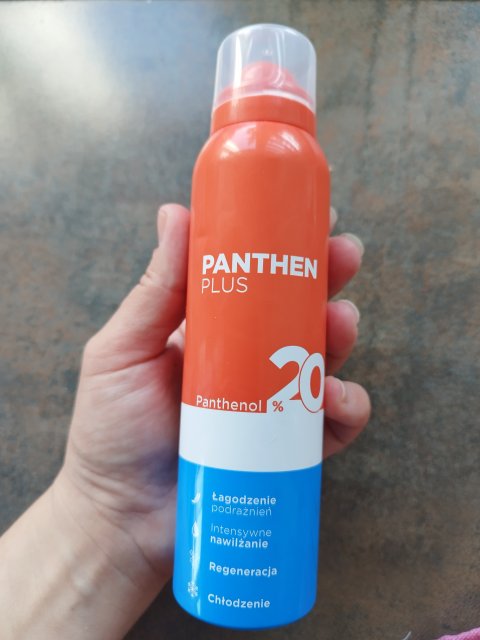 PANTHEN
PLUS
Panthenol 20%
Łagodzenie
podrażnień
intensywne
nawilżanie
Regeneracja
Chłodzenie